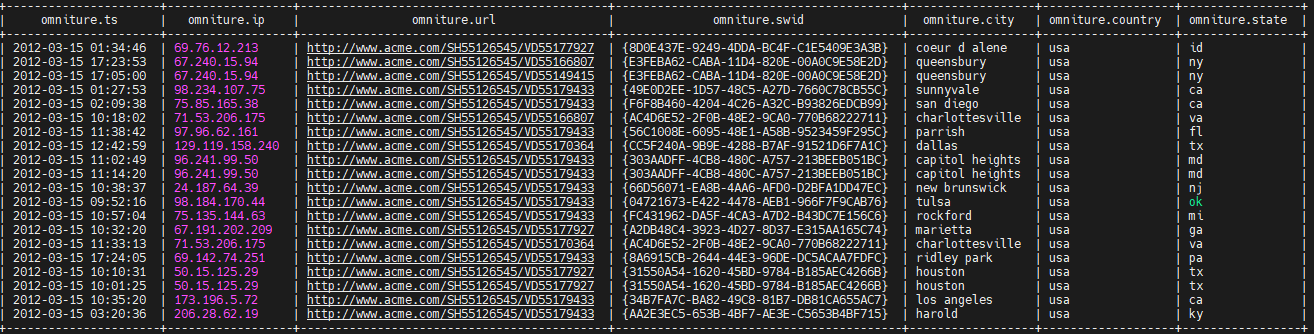 omniture.ts | omniture.ip | omniture.url | omniture.swid | omniture.city | omniture.country | omniture.state
2012-03-15 01:34:46 | 69.76.12.213 | http://www.acme.com/SH55126545/VD55177927 | {8D0E437E-9249-4DDA-BC4F-C1E5409E3A3B} | coeur d alene | usa | id
2012-03-15 17:23:53 | 67.240.15.94 | http://www.acme.com/SH55126545/VD55166807 | {E3FEBA62-CABA-11D4-820E-00A0C9E58E2D} | queensbury | usa | ny
2012-03-15 17:05:00 | 67.240.15.94 | http://www.acme.com/SH55126545/VD55149415 | {E3FEBA62-CABA-11D4-820E-00A0C9E58E2D} | queensbury | usa | ny
2012-03-15 01:27:53 | 98.234.107.75 | http://www.acme.com/SH55126545/VD55179433 | {49E0D2EE-1D57-48C5-A27D-7660C78CB55C} | sunnyvale | usa | ca
2012-03-15 02:09:38 | 75.85.165.38 | http://www.acme.com/SH55126545/VD55179433 | {F6F8B460-4204-4C26-A32C-B93826EDCB99} | san diego | usa | ca
2012-03-15 10:18:02 | 71.53.206.175 | http://www.acme.com/SH55126545/VD55166807 | {AC4D6E52-2F0B-48E2-9CA0-770B68222711} | charlottesville | usa | va
2012-03-15 11:38:42 | 97.96.62.161 | http://www.acme.com/SH55126545/VD55179433 | {56C1008E-6095-48E1-A58B-9523459F295C} | parrish | usa | fl
2012-03-15 12:42:59 | 129.119.158.240 | http://www.acme.com/SH55126545/VD55170364 | {CC5F240A-9B9E-4288-B7AF-91521D6F7A1C} | dallas | usa | tx
2012-03-15 11:02:49 | 96.241.99.50 | http://www.acme.com/SH55126545/VD55179433 | {303AADFF-4CB8-480C-A757-213BEEB051BC} | capitol heights | usa | md
2012-03-15 11:14:20 | 96.241.99.50 | http://www.acme.com/SH55126545/VD55179433 | {303AADFF-4CB8-480C-A757-213BEEB051BC} | capitol heights | usa | md
2012-03-15 10:38:37 | 24.187.64.39 | http://www.acme.com/SH55126545/VD55179433 | {66D56071-EA8B-4AA6-AFD0-D2BFA1DD47EC} | new brunswick | usa | nj
2012-03-15 09:52:16 | 98.184.170.44 | http://www.acme.com/SH55126545/VD55179433 | {04721673-E422-4478-AEB1-966F7F9CAB76} | tulsa | usa | ok
2012-03-15 10:57:04 | 75.135.144.63 | http://www.acme.com/SH55126545/VD55179433 | {FC431962-DA5F-4CA3-A7D2-B43DC7E156C6} | rockford | usa | mi
2012-03-15 10:32:20 | 67.191.202.209 | http://www.acme.com/SH55126545/VD55177927 | {A2DB48C4-3923-4D27-8D37-E315AA165C74} | marietta | usa | ga
2012-03-15 11:33:13 | 71.53.206.175 | http://www.acme.com/SH55126545/VD55170364 | {AC4D6E52-2F0B-48E2-9CA0-770B68222711} | charlottesville | usa | va
2012-03-15 17:24:05 | 69.142.74.251 | http://www.acme.com/SH55126545/VD55179433 | {8A6915CB-2644-44E3-96DE-DC5ACAA7FDFC} | ridley park | usa | pa
2012-03-15 10:10:31 | 50.15.125.29 | http://www.acme.com/SH55126545/VD55177927 | {31550A54-1620-45BD-9784-B185AEC4266B} | houston | usa | tx
2012-03-15 10:01:25 | 50.15.125.29 | http://www.acme.com/SH55126545/VD55177927 | {31550A54-1620-45BD-9784-B185AEC4266B} | houston | usa | tx
2012-03-15 10:35:20 | 173.196.5.72 | http://www.acme.com/SH55126545/VD55179433 | {34B7FA7C-BA82-49C8-81B7-DB81CA655AC7} | los angeles | usa | ca
2012-03-15 03:20:36 | 206.28.62.19 | http://www.acme.com/SH55126545/VD55179433 | {AA2E3EC5-653B-4BF7-AE3E-C5653B4BF715} | harold | usa | ky